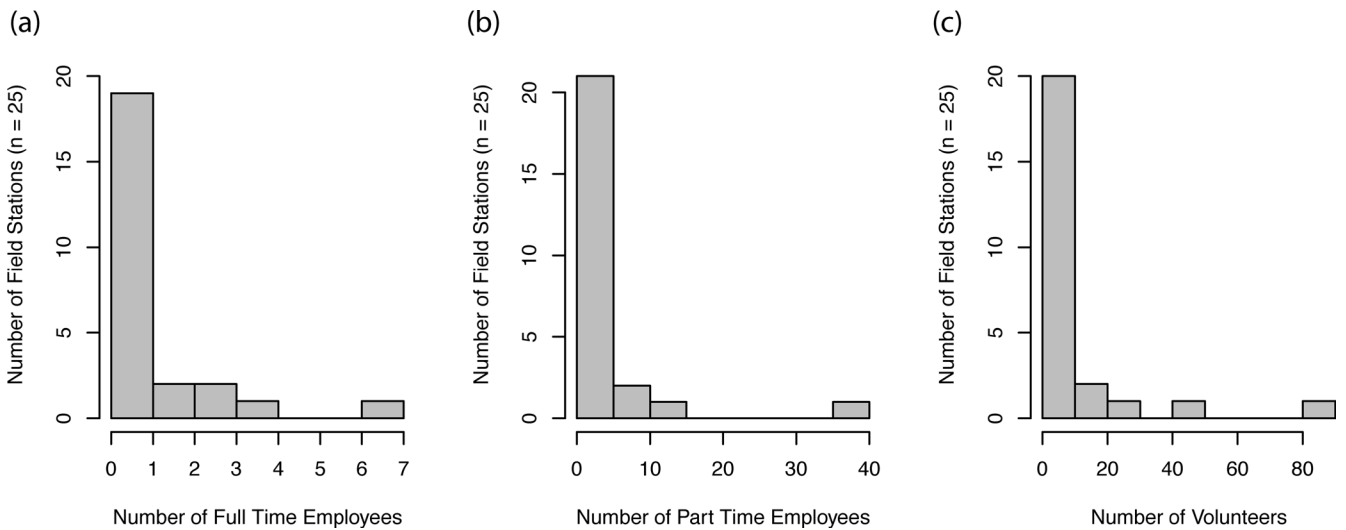 (a)
Number of Field Stations (n = 25)
20
15
10
5
0
0 1 2 3 4 5 6 7
Number of Full Time Employees
(b)
Number of Field Stations (n = 25)
20
15
10
5
0
0 10 20 30 40
Number of Part Time Employees
(c)
Number of Field Stations (n = 25)
20
15
10
5
0
0 20 40 60 80
Number of Volunteers